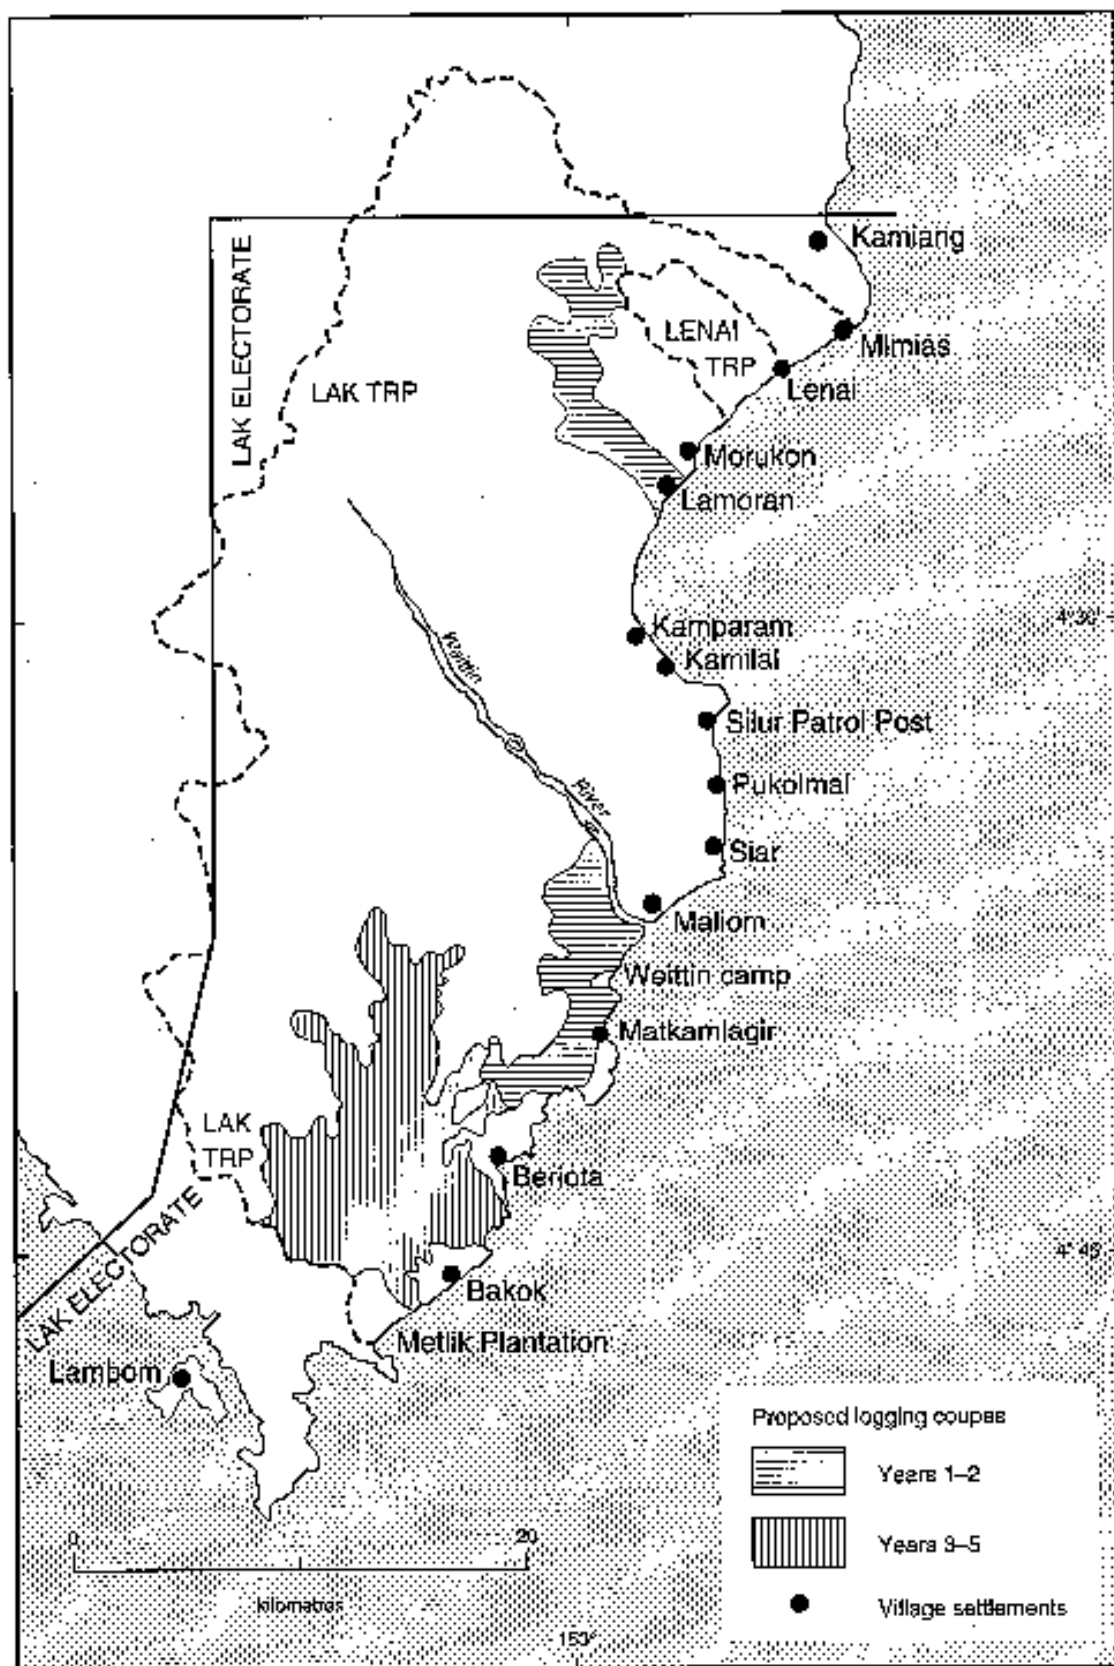 Kamiang
LAK ELECTORATE
LENAI
TRP
Mimias
LAK TRP
Lenai
Morukon
Lamoran
4°30'
Kamparam
Kamilal
Weittin
River
Silur Patrol Post
Pukolmal
Siar
Maliom
Weittin camp
Matkamlagir
LAK
TRP
Beriota
LAK ELECTORATE
4°45'
Bakok
Metlik Plantation
Lambom
Proposed logging coupes
Years 1–2
Years 3–5
Village settlements
0
20
kilometres
153°